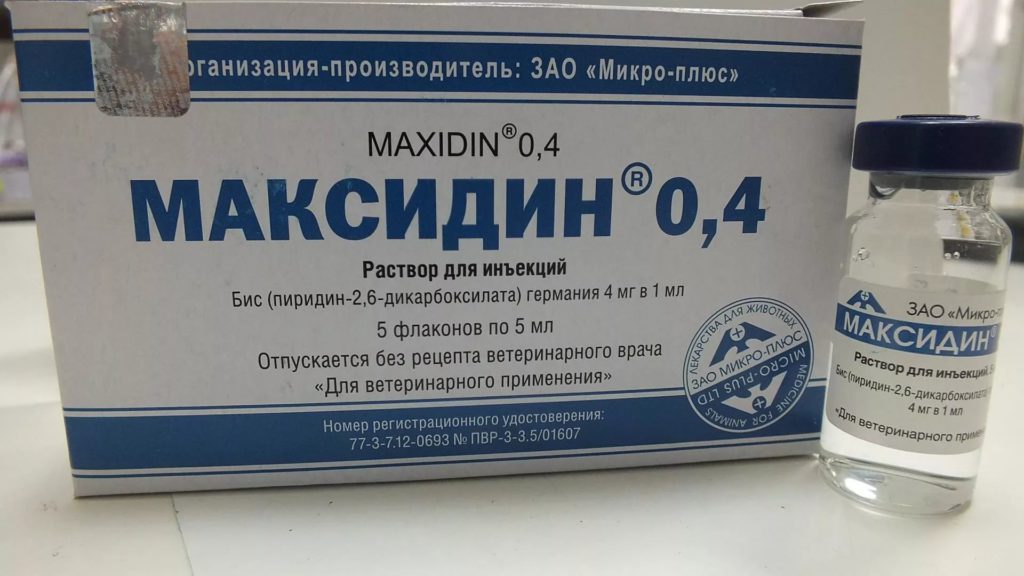 организация-производитель: ЗАО «Микро-плюс»
MAXIDIN® 0,4
МАКСИДИН® 0,4
Раствор для инъекций
Бис (пиридин-2,6-дикарбоксилата) германия 4 мг в 1 мл
5 флаконов по 5 мл
Отпускается без рецепта ветеринарного врача
«Для ветеринарного применения»
Номер регистрационного удостоверения:
77-3-7.12-0693 № ПВР-3-3.5/01607
ЛЕКАРСТВА ДЛЯ ЖИВОТНЫХ
ЗАО МИКРО-ПЛЮС
MICRO-PLUS LTD
MEDICINE FOR ANIMALS
ЗАО «Микро-п
МАКСИДИН®
Раствор для инъекций
Бис (пиридин-2,6-дикарбоксилата)
4 мг в 1 мл
«Для ветеринарного примене